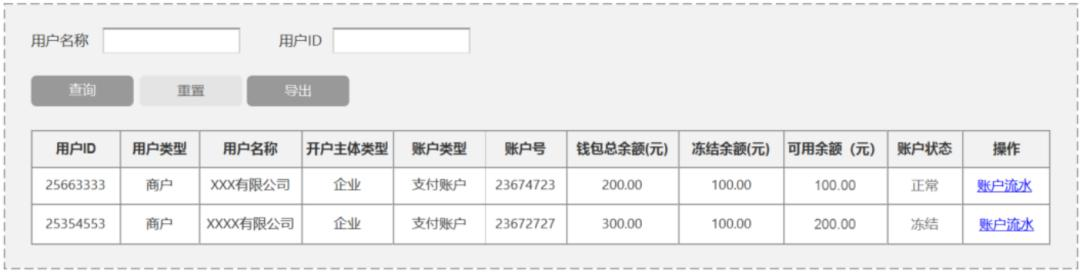 用户名称 用户ID
查询 重置 导出
用户ID 用户类型 用户名称 开户主体类型 账户类型 账户号 钱包总余额(元) 冻结余额(元) 可用余额（元） 账户状态 操作
25663333 商户 XXX有限公司 企业 支付账户 23674723 200.00 100.00 100.00 正常 账户流水
25354553 商户 XXXX有限公司 企业 支付账户 23672727 300.00 100.00 200.00 冻结 账户流水